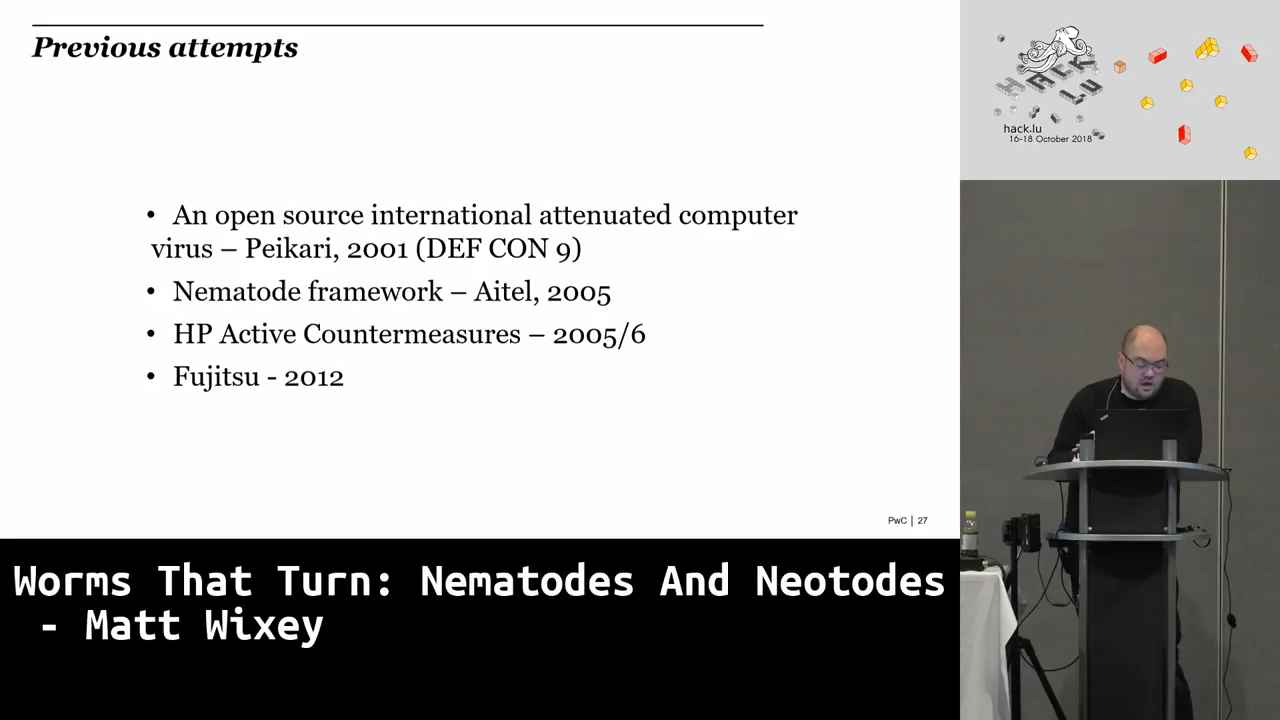 Previous attempts
• An open source international attenuated computer
virus – Peikari, 2001 (DEF CON 9)
• Nematode framework – Aitel, 2005
• HP Active Countermeasures – 2005/6
• Fujitsu - 2012
PwC | 27
HACK
LU
hack.lu
16-18 October 2018
Worms That Turn: Nematodes And Neotodes
- Matt Wixey